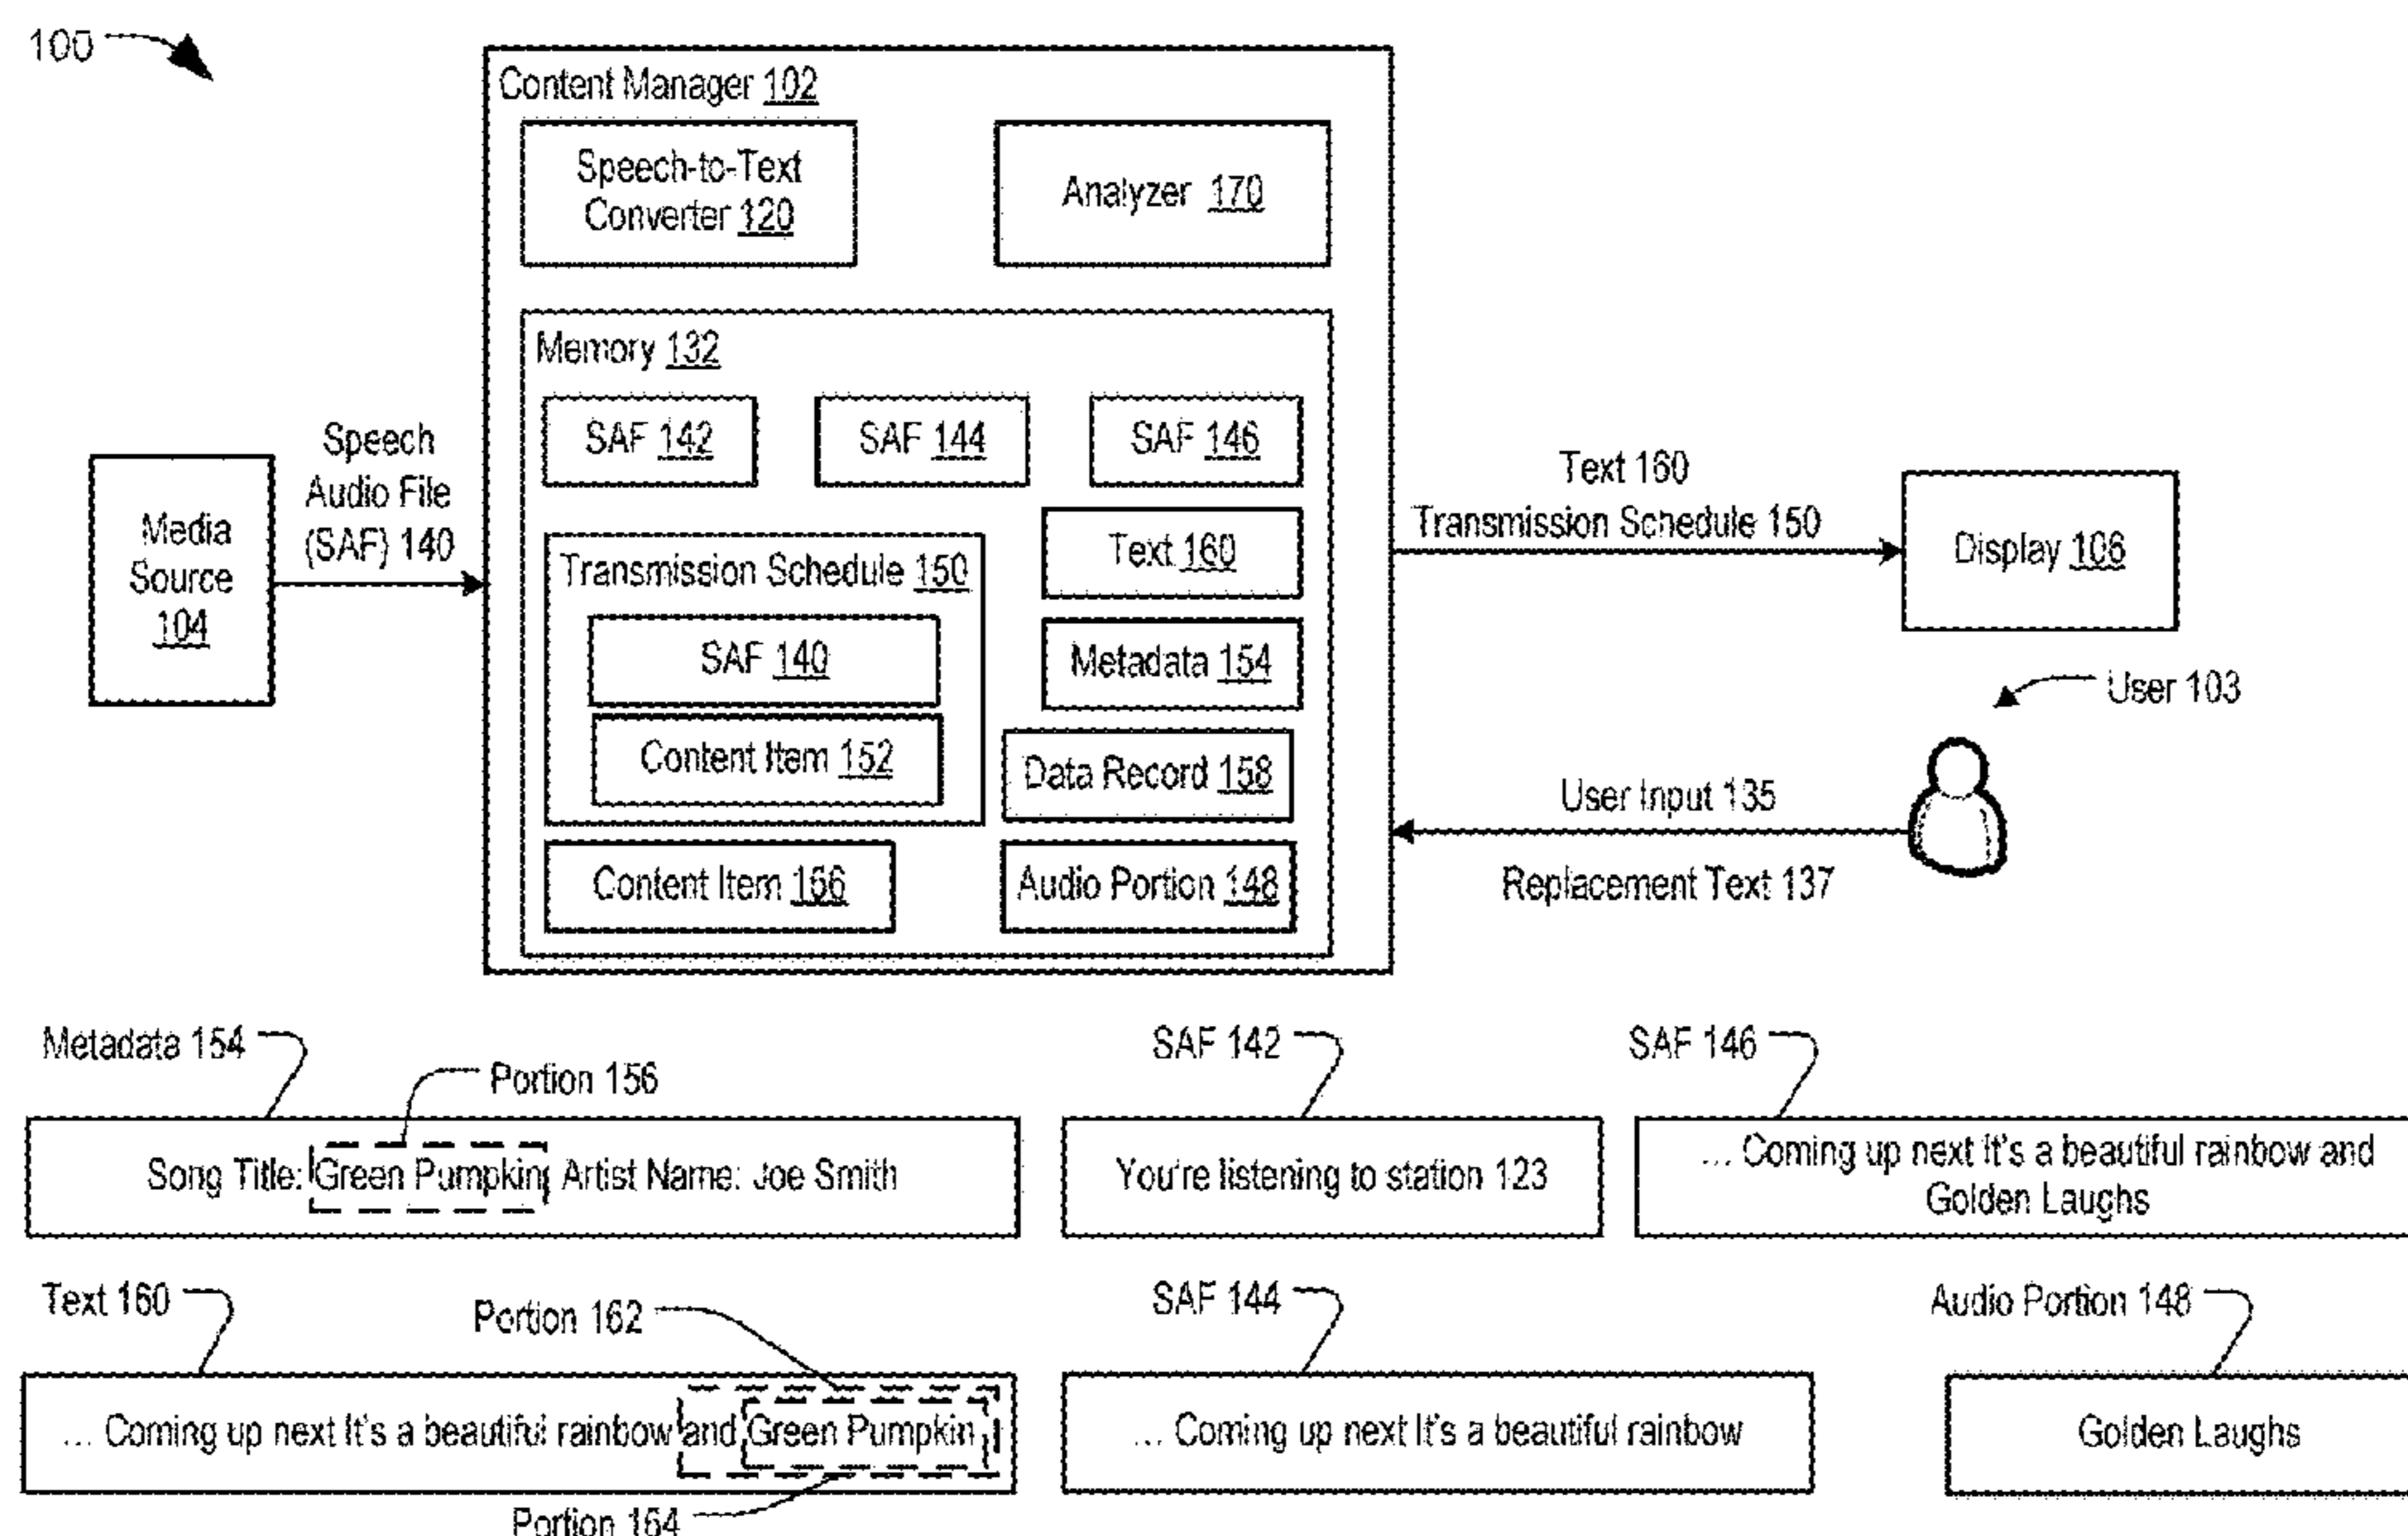 100
Content Manager 102
Speech-to-Text
Converter 120
Analyzer 170
Memory 132
SAF 142
SAF 144
SAF 146
Speech
Audio File
(SAF) 140
Media
Source
104
Text 160
Transmission Schedule 150
SAF 140
Content Item 152
Metadata 154
Data Record 158
Content Item 156
Audio Portion 148
Text 160
Transmission Schedule 150
Display 106
User 103
User Input 135
Replacement Text 137
Metadata 154
Portion 156
SAF 142
SAF 146
Song Title: Green Pumpkin Artist Name: Joe Smith
You're listening to station 123
... Coming up next It's a beautiful rainbow and
Golden Laughs
Text 160
Portion 162
SAF 144
Audio Portion 148
... Coming up next It's a beautiful rainbow and Green Pumpkin
... Coming up next It's a beautiful rainbow
Golden Laughs
Portion 164